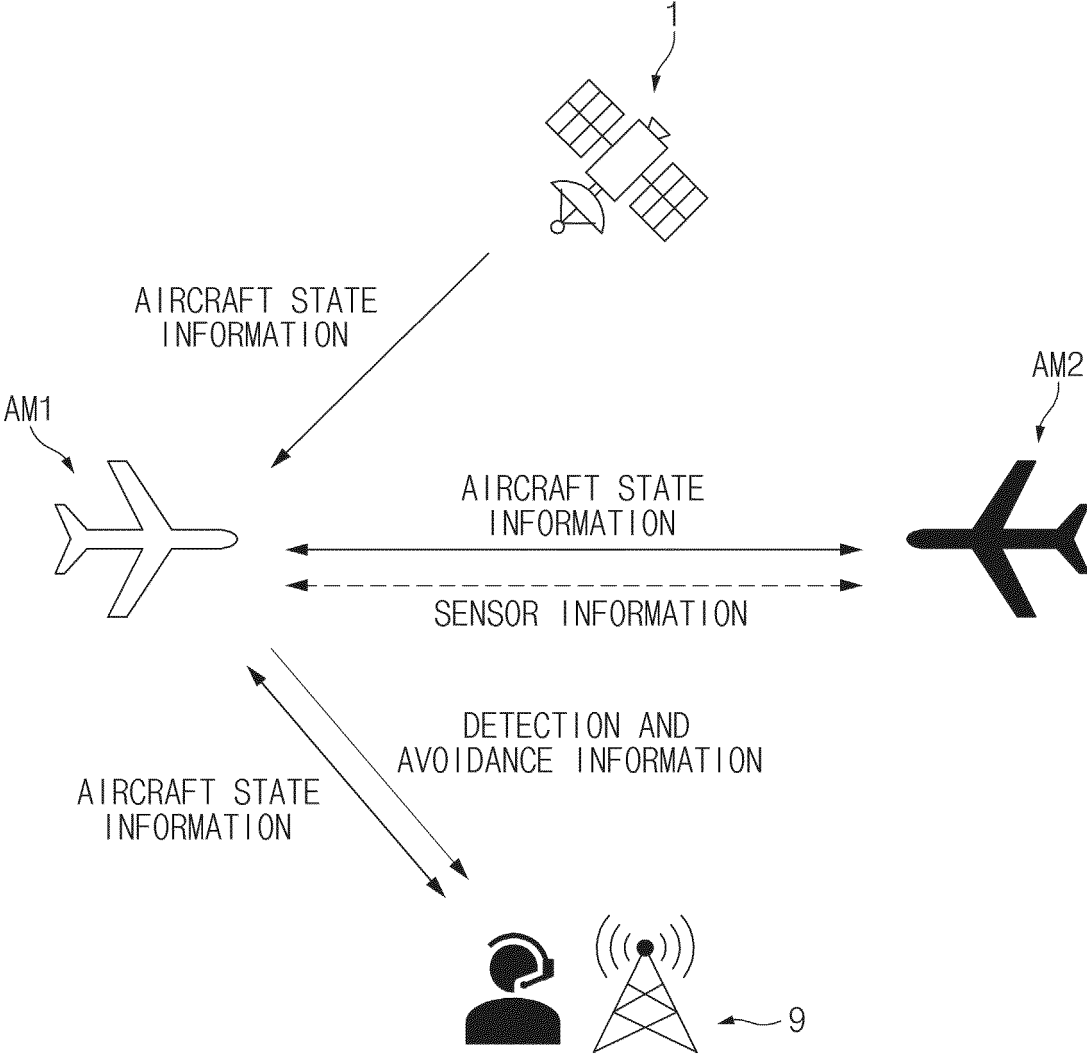 1
AIRCRAFT STATE
INFORMATION
AM1
AM2
AIRCRAFT STATE
INFORMATION
SENSOR INFORMATION
DETECTION AND
AVOIDANCE INFORMATION
AIRCRAFT STATE
INFORMATION
9